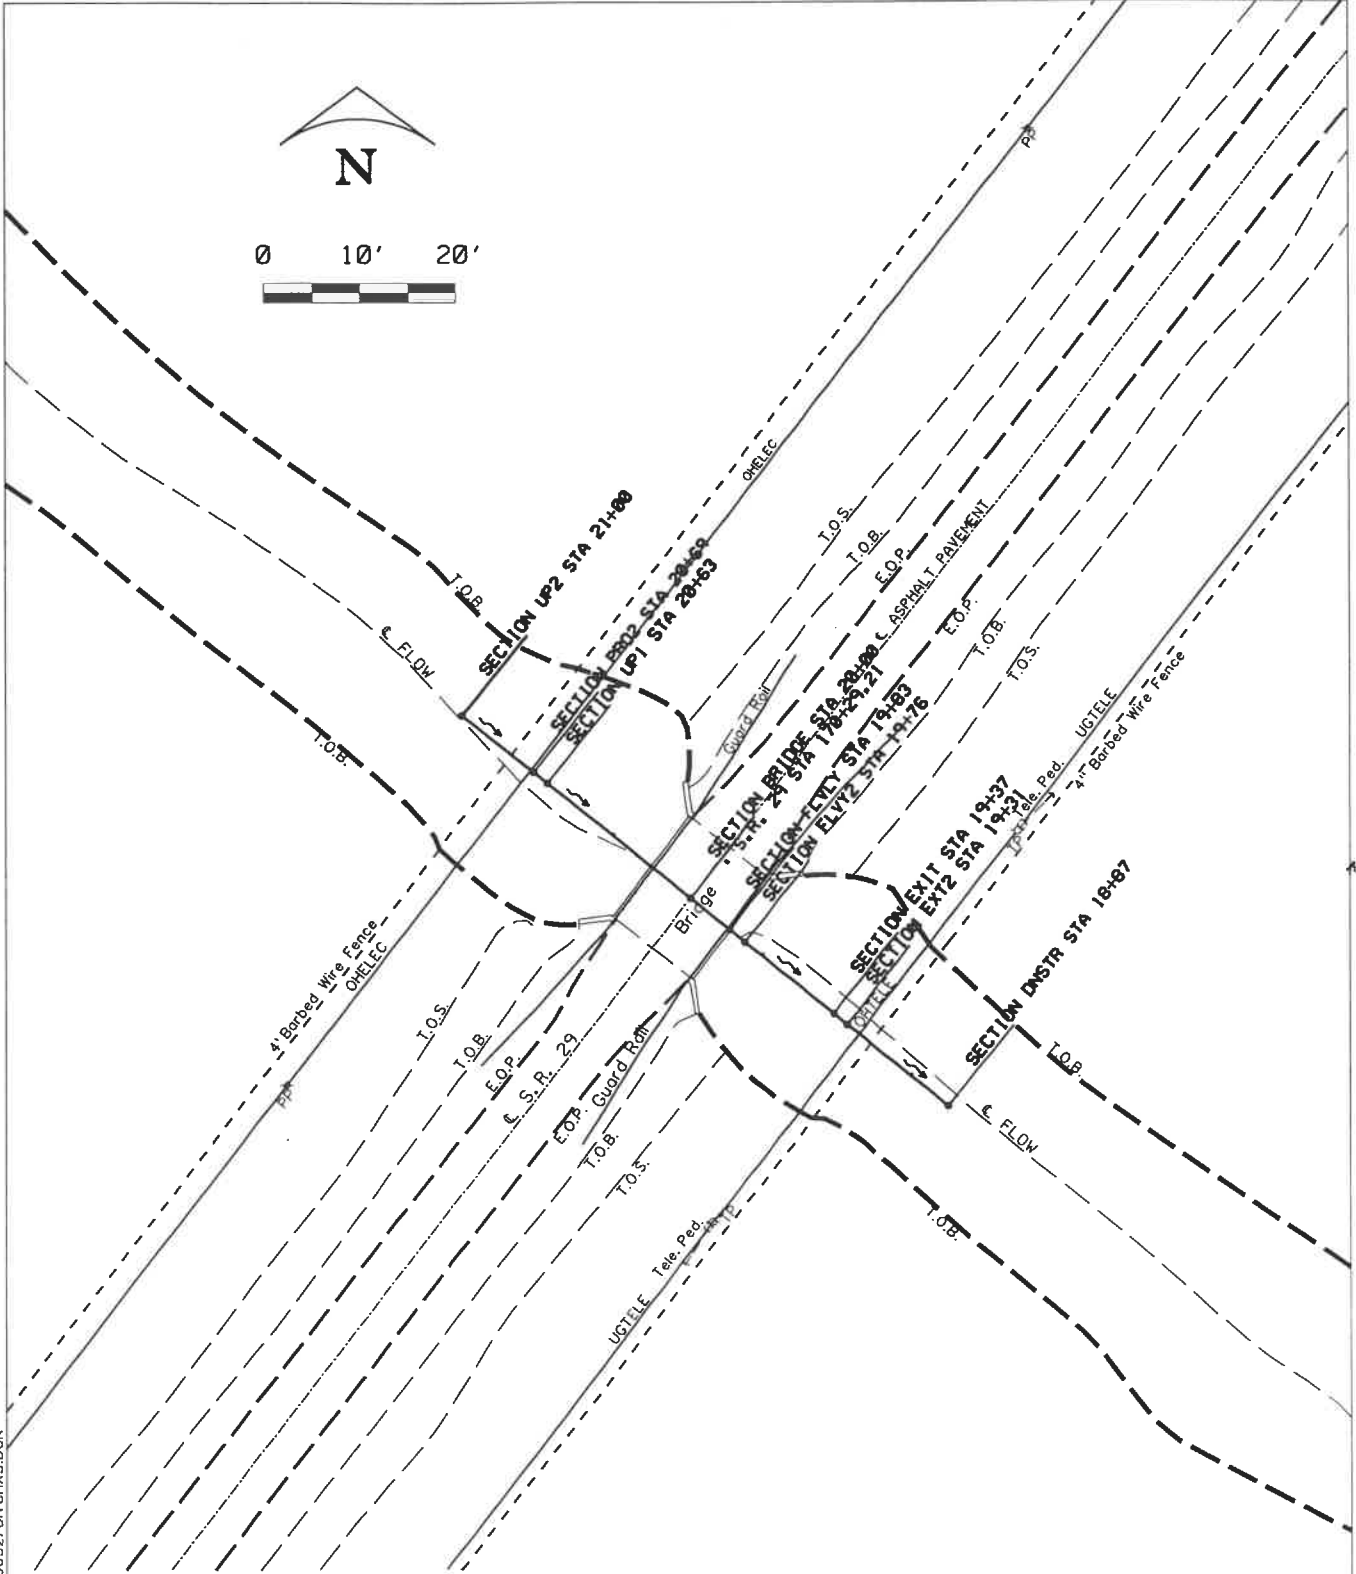 N
0 10' 20'
PP
OHELEC
T.O.S.
T.O.B.
E.O.P.
℄ ASPHALT PAVEMENT
E.O.P.
T.O.B.
T.O.S.
T.O.B.
SECTION UP2 STA 21+00
SECTION PRO2 STA 20+69
SECTION UP1 STA 20+63
℄ FLOW
T.O.B.
Guard Rail
SECTION BRIDGE STA 20+00
S.R. 29 STA 170+29.21
SECTION FLVLY STA 19+83
SECTION FLVY2 STA 19+76
UGTELE
4" Barbed Wire Fence
Tele. Ped.
SECTION EXIT STA 19+37
SECTION EXT2 STA 19+31
SECTION DNSTR STA 18+87
Bridge
4' Barbed Wire Fence
OHELEC
OHTELE
PP
T.O.S.
T.O.B.
E.O.P.
℄ S.R. 29
E.O.P.
Guard Rail
T.O.B.
T.O.S.
T.O.B.
℄ FLOW
T.O.B.
Tele. Ped.
TP
UGTELE